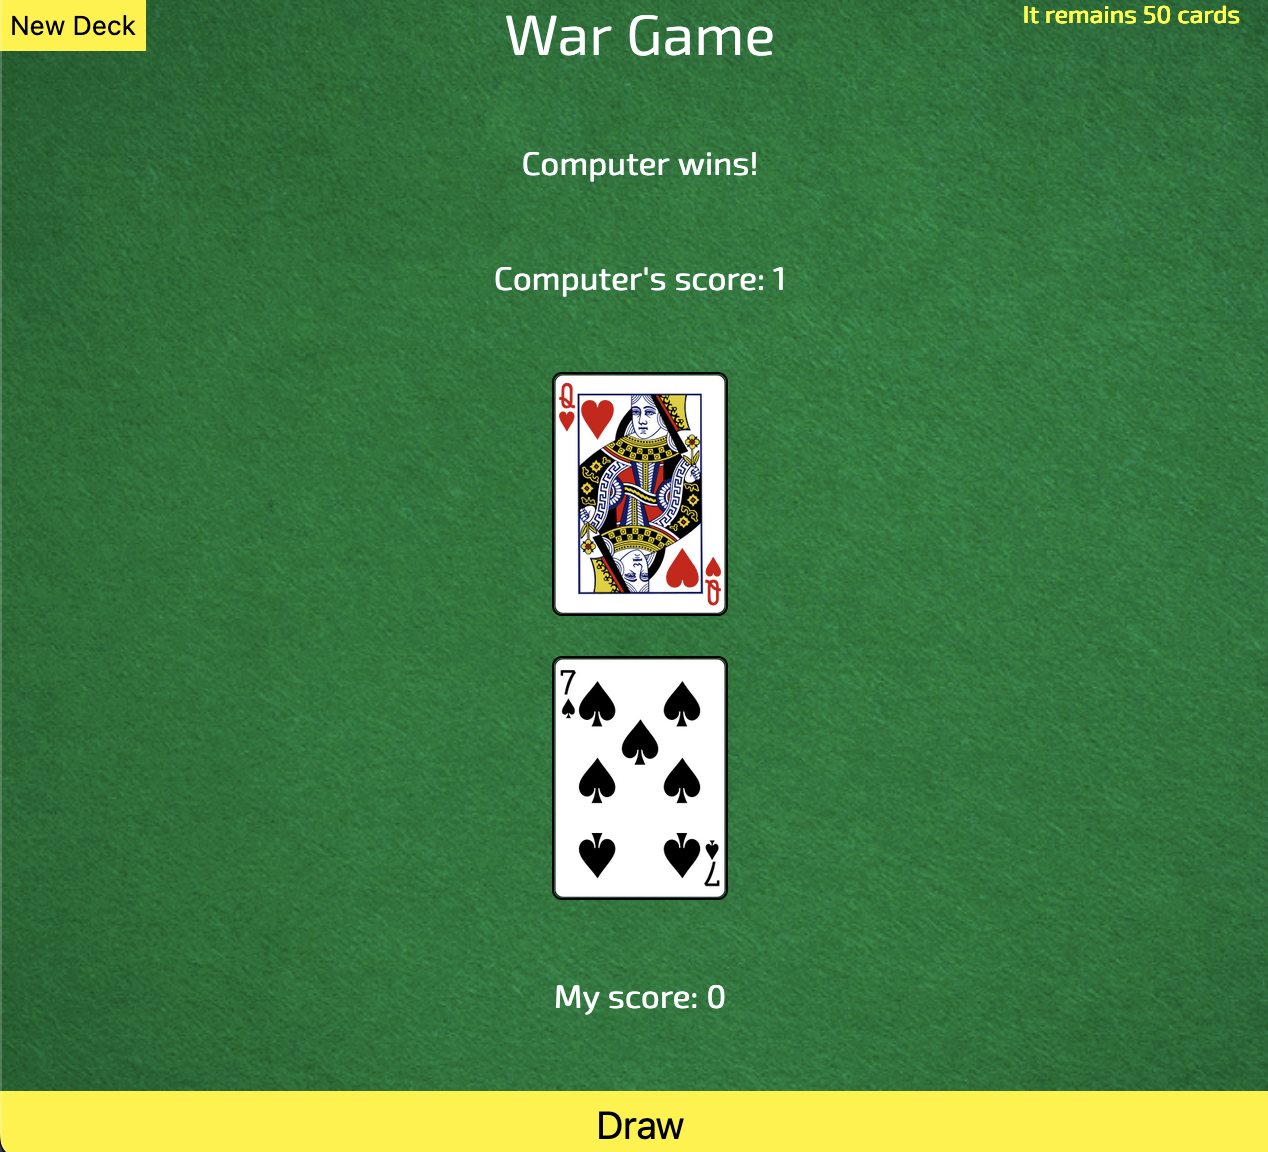 New Deck
War Game
It remains 50 cards
Computer wins!
Computer's score: 1
Q
Q
7
7
My score: 0
Draw